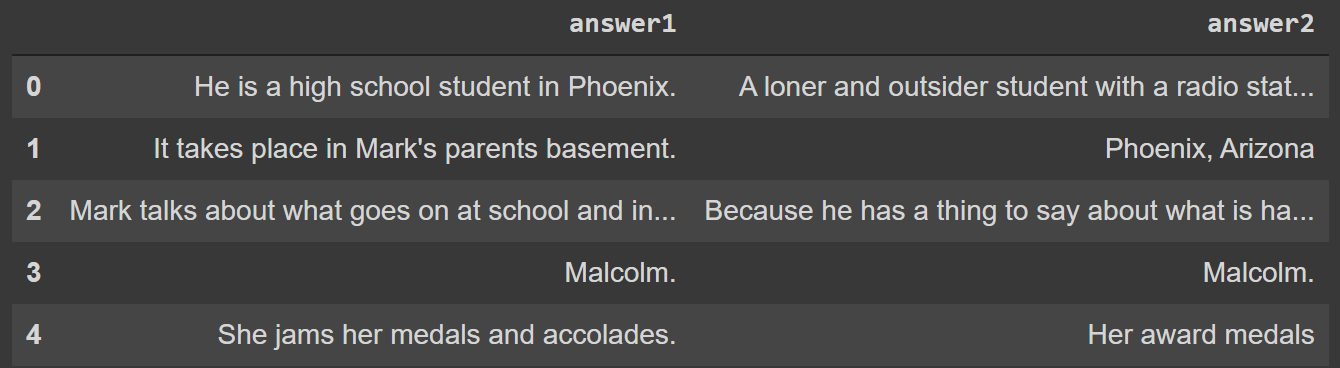 answer1 answer2
0 He is a high school student in Phoenix. A loner and outsider student with a radio stat...
1 It takes place in Mark's parents basement. Phoenix, Arizona
2 Mark talks about what goes on at school and in... Because he has a thing to say about what is ha...
3 Malcolm. Malcolm.
4 She jams her medals and accolades. Her award medals